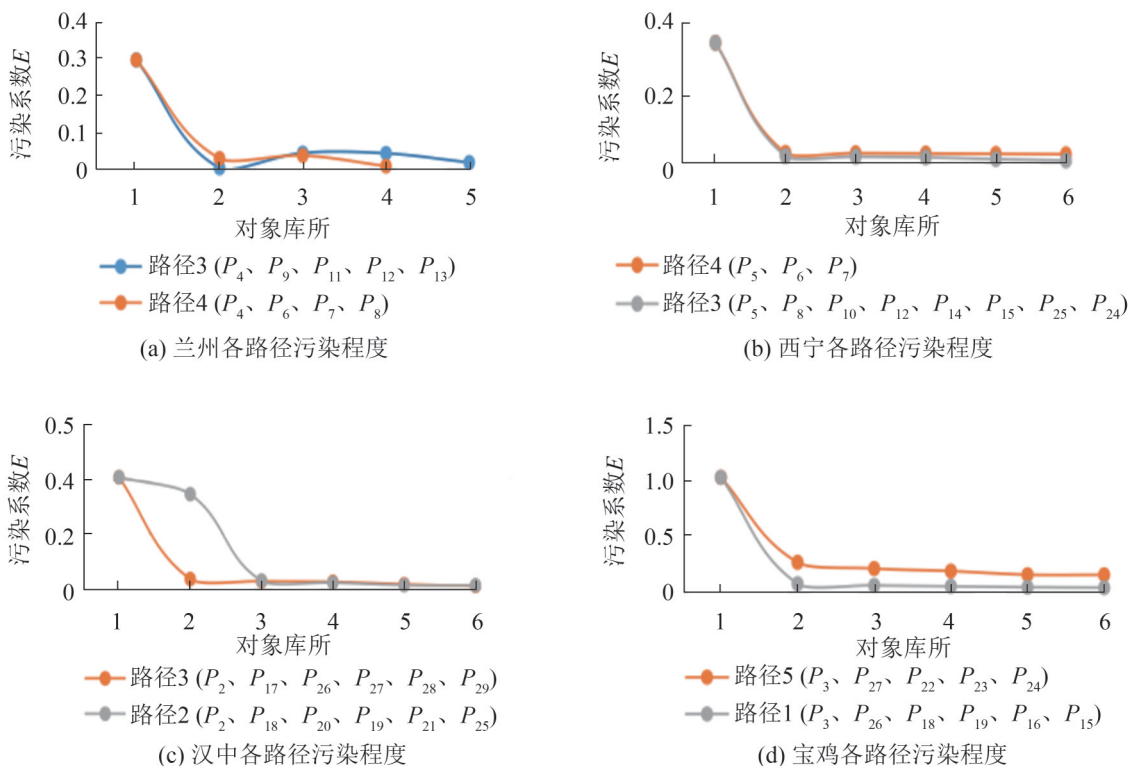 0.4
0.3
0.2
0.1
0
污染系数E
1 2 3 4 5
对象库所
路径3 (P₄、P₉、P₁₁、P₁₂、P₁₃)
路径4 (P₄、P₆、P₇、P₈)
(a) 兰州各路径污染程度
0.4
0.2
0
污染系数E
1 2 3 4 5 6
对象库所
路径4 (P₅、P₆、P₇)
路径3 (P₅、P₈、P₁₀、P₁₂、P₁₄、P₁₅、P₂₅、P₂₄)
(b) 西宁各路径污染程度
0.5
0.4
0.2
0
污染系数E
1 2 3 4 5 6
对象库所
路径3 (P₂、P₁₇、P₂₆、P₂₇、P₂₈、P₂₉)
路径2 (P₂、P₁₈、P₂₀、P₁₉、P₂₁、P₂₅)
(c) 汉中各路径污染程度
1.5
1.0
0.5
0
污染系数E
1 2 3 4 5 6
对象库所
路径5 (P₃、P₂₇、P₂₂、P₂₃、P₂₄)
路径1 (P₃、P₂₆、P₁₈、P₁₉、P₁₆、P₁₅)
(d) 宝鸡各路径污染程度